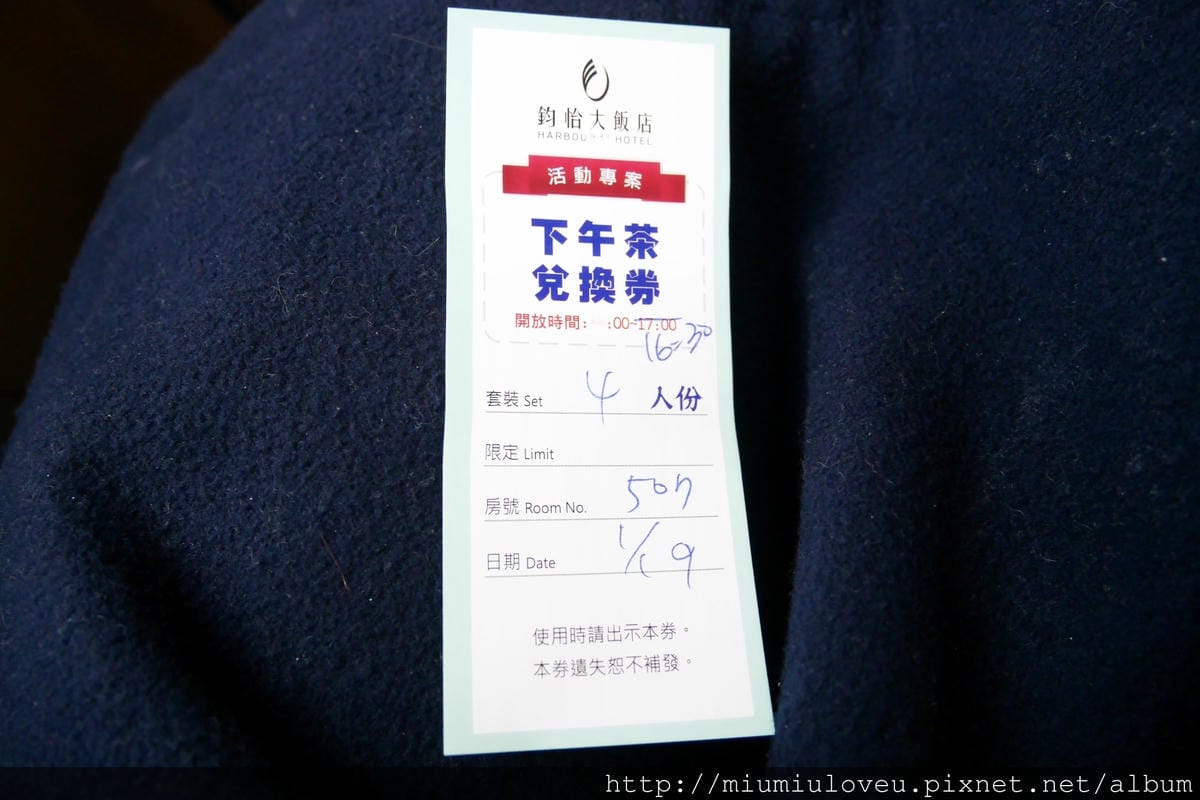 鈞怡大飯店
HARBOUR HOTEL
活動專案
下午茶
兌換券
開放時間: :00~17:00
16:30
套裝 Set 4 人份
限定 Limit
房號 Room No. 507
日期 Date 1/19
使用時請出示本券。
本券遺失恕不補發。
http://miumiuloveu.pixnet.net/album